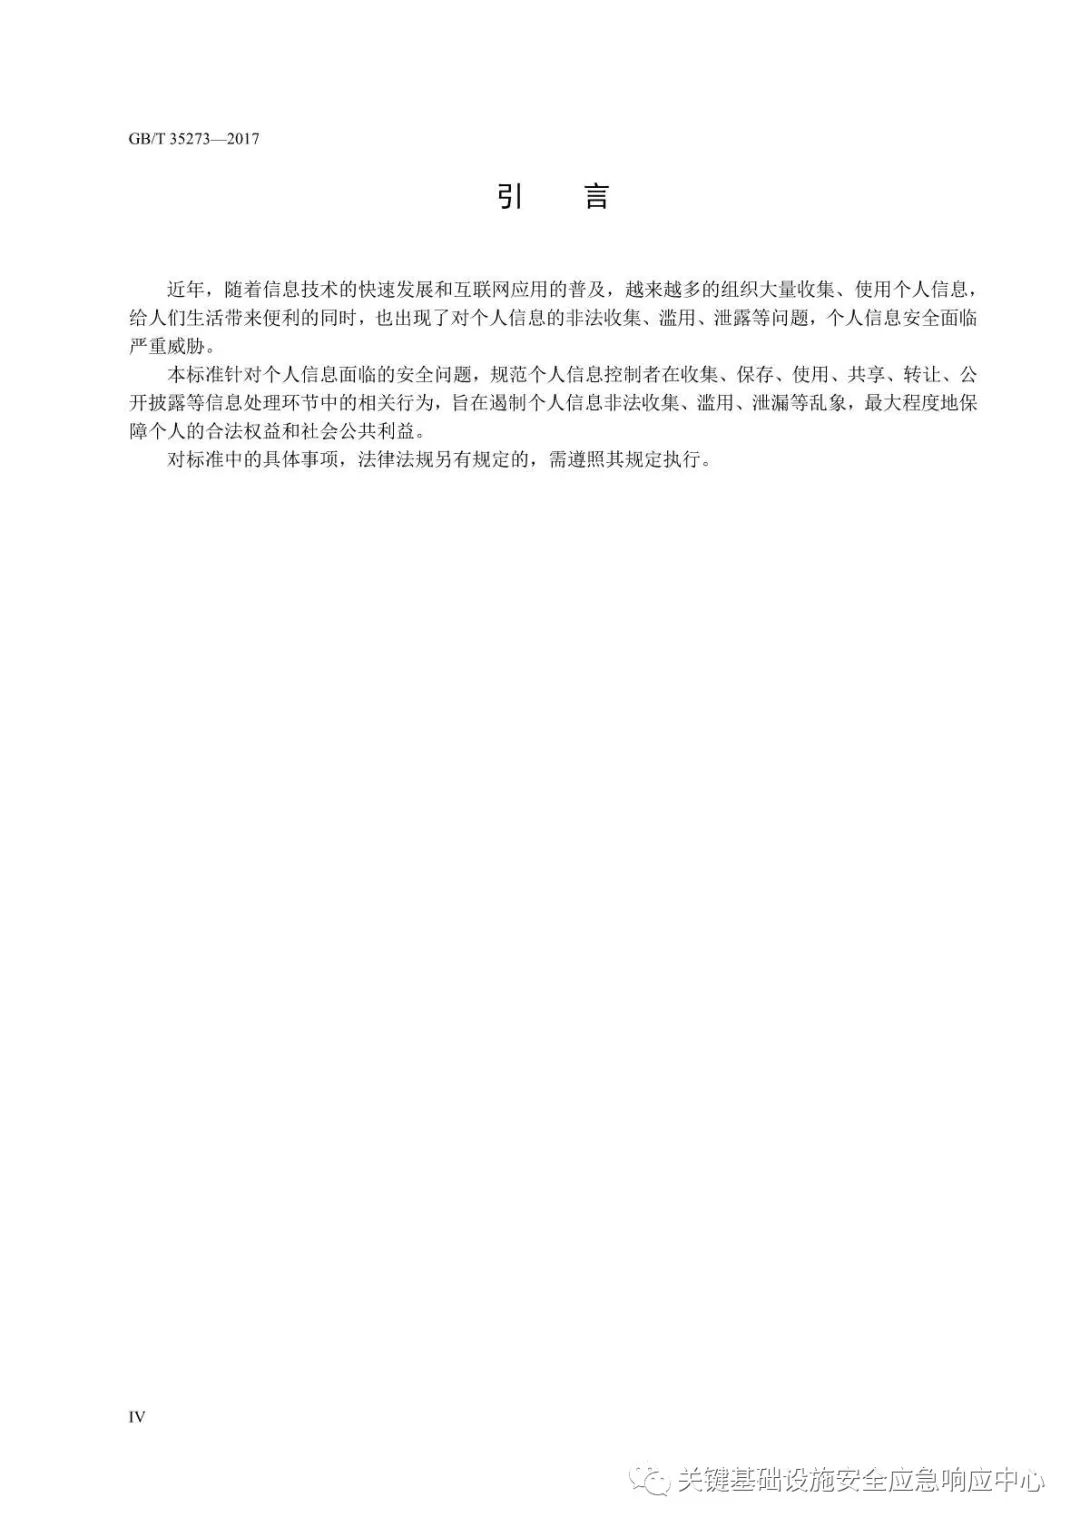 GB/T 35273—2017
引 言
近年，随着信息技术的快速发展和互联网应用的普及，越来越多的组织大量收集、使用个人信息，
给人们生活带来便利的同时，也出现了对个人信息的非法收集、滥用、泄露等问题，个人信息安全面临
严重威胁。
本标准针对个人信息面临的安全问题，规范个人信息控制者在收集、保存、使用、共享、转让、公
开披露等信息处理环节中的相关行为，旨在遏制个人信息非法收集、滥用、泄漏等乱象，最大程度地保
障个人的合法权益和社会公共利益。
对标准中的具体事项，法律法规另有规定的，需遵照其规定执行。
IV
关键基础设施安全应急响应中心